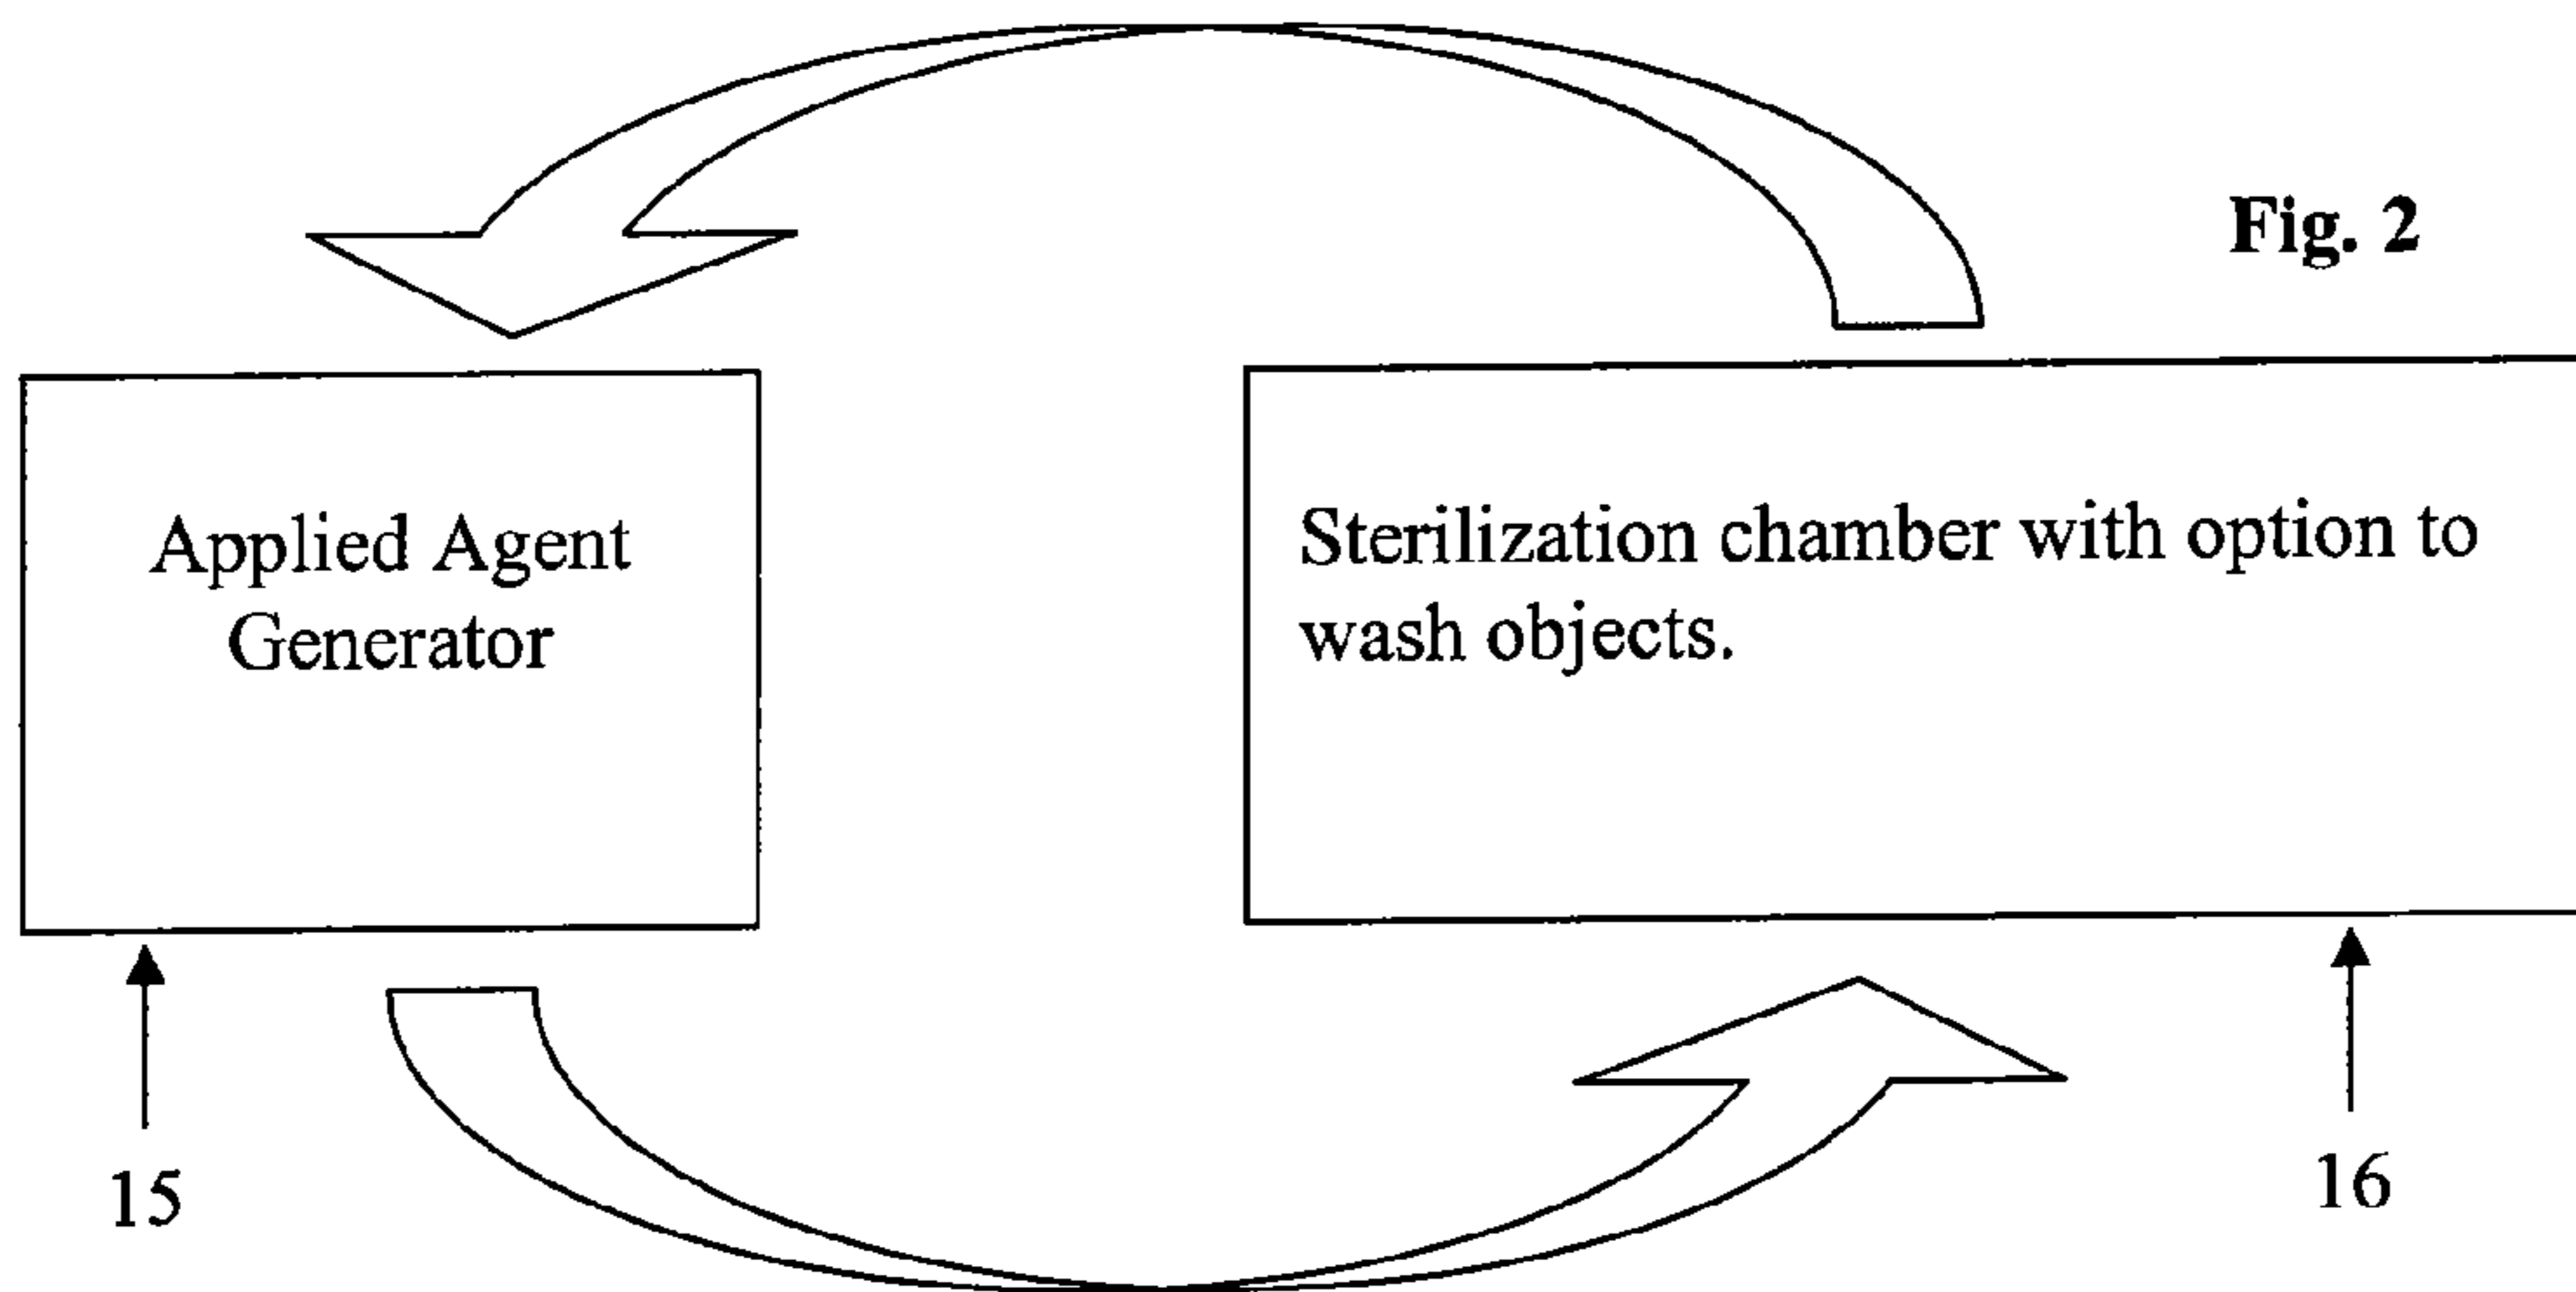 Fig. 2
Applied Agent
Generator
Sterilization chamber with option to
wash objects.
15
16